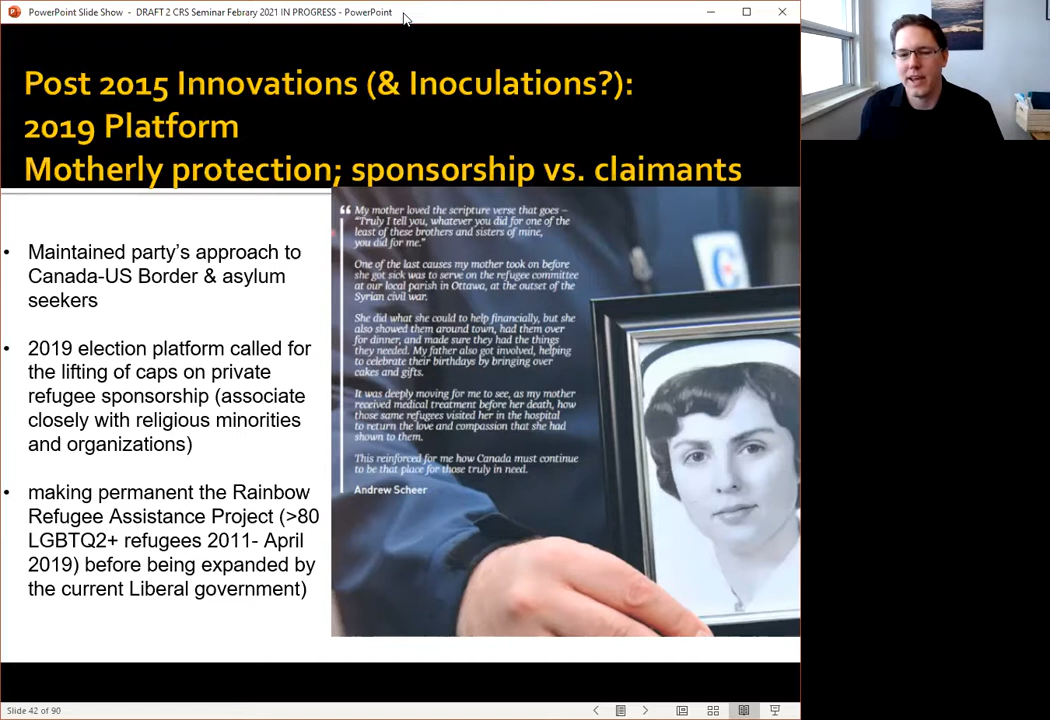 PowerPoint Slide Show - DRAFT 2 CRS Seminar Febrary 2021 IN PROGRESS - PowerPoint
Post 2015 Innovations (& Inoculations?):
2019 Platform
Motherly protection; sponsorship vs. claimants
• Maintained party's approach to
Canada-US Border & asylum
seekers
• 2019 election platform called for
the lifting of caps on private
refugee sponsorship (associate
closely with religious minorities
and organizations)
• making permanent the Rainbow
Refugee Assistance Project (>80
LGBTQ2+ refugees 2011- April
2019) before being expanded by
the current Liberal government)
“ My mother loved the scripture verse that goes –
“Truly I tell you, whatever you did for one of the
least of these brothers and sisters of mine,
you did for me.”
One of the last causes my mother took on before
she got sick was to serve on the refugee committee
at our local parish in Ottawa, at the outset of the
Syrian civil war.
She did what she could to help financially, but she
also showed them around town, had them over
for dinner, and made sure they had the things
they needed. My father also got involved, helping
to celebrate their birthdays by bringing over
cakes and gifts.
It was deeply moving for me to see, as my mother
received medical treatment before her death, how
those same refugees visited her in the hospital
to return the love and compassion that she had
shown to them.
This reinforced for me how Canada must continue
to be that place for those truly in need.
Andrew Scheer
C
Slide 42 of 90